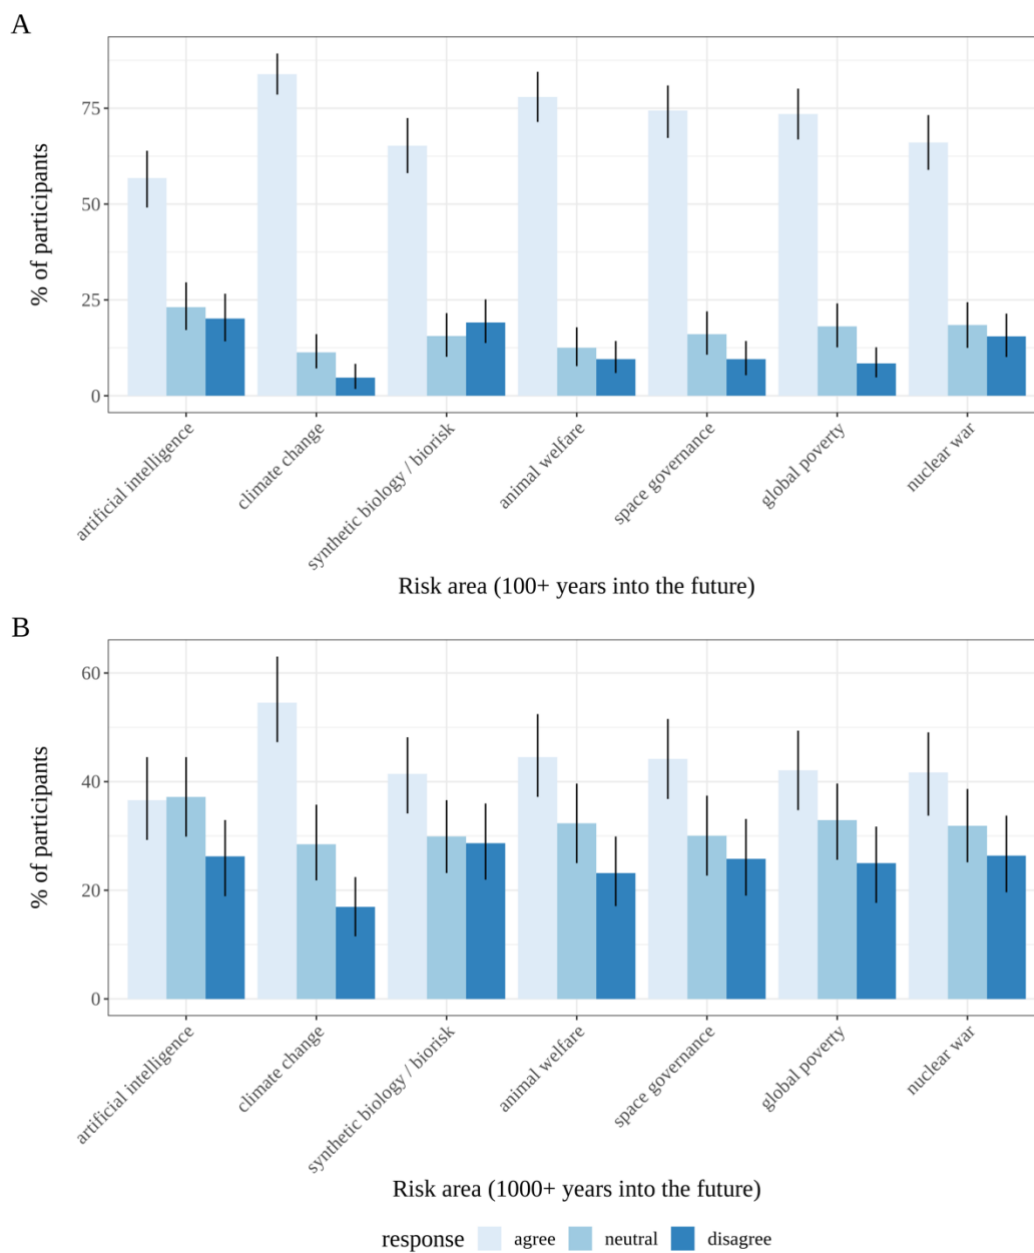 A
% of participants
75
50
25
0
artificial intelligence
climate change
synthetic biology / biorisk
animal welfare
space governance
global poverty
nuclear war
Risk area (100+ years into the future)
B
% of participants
60
40
20
0
artificial intelligence
climate change
synthetic biology / biorisk
animal welfare
space governance
global poverty
nuclear war
Risk area (1000+ years into the future)
response agree neutral disagree